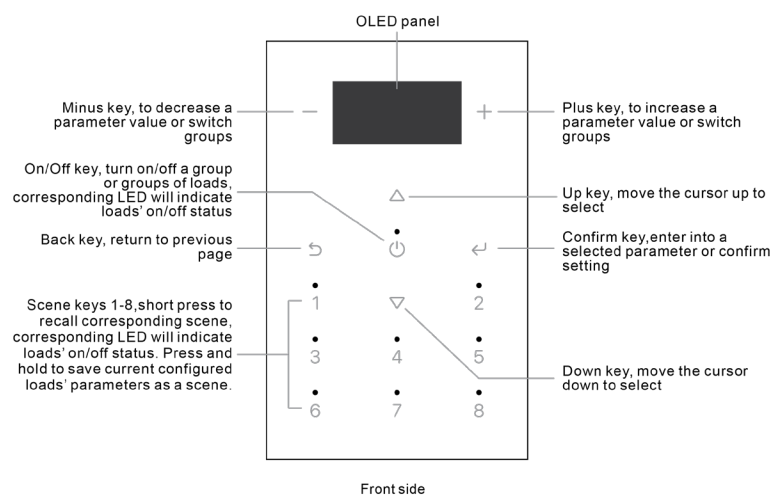 OLED panel
Minus key, to decrease a
parameter value or switch
groups
Plus key, to increase a
parameter value or switch
groups
On/Off key, turn on/off a group
or groups of loads,
corresponding LED will indicate
loads' on/off status
Up key, move the cursor up to
select
Back key, return to previous
page
Confirm key,enter into a
selected parameter or confirm
setting
Scene keys 1-8,short press to
recall corresponding scene,
corresponding LED will indicate
loads' on/off status. Press and
hold to save current configured
loads' parameters as a scene.
1 2
3 4 5
6 7 8
Down key, move the cursor
down to select
Front side